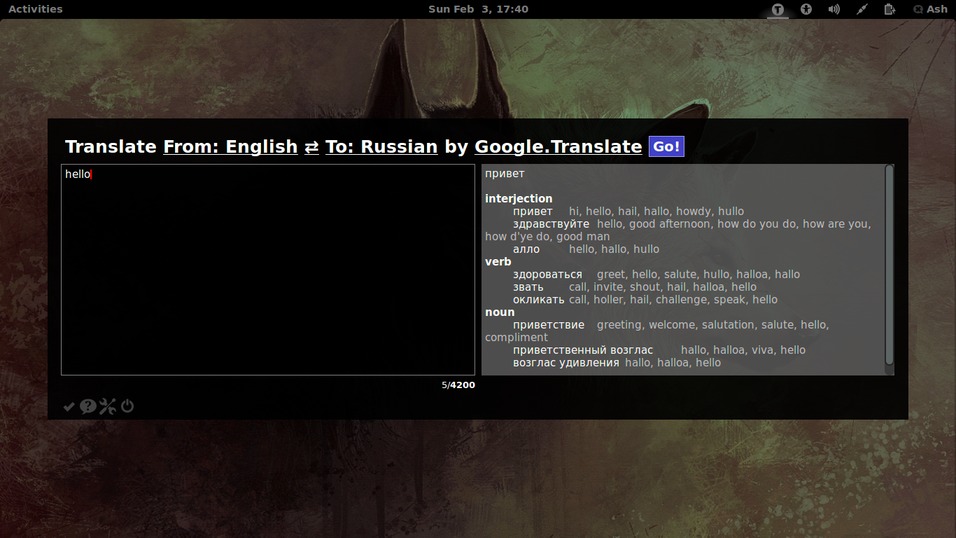 Activities Sun Feb 3, 17:40 Ash
Translate From: English ⇄ To: Russian by Google.Translate Go!
hello
привет
interjection
привет hi, hello, hail, hallo, howdy, hullo
здравствуйте hello, good afternoon, how do you do, how are you,
how d'ye do, good man
алло hello, hallo, hullo
verb
здороваться greet, hello, salute, hullo, halloa, hallo
звать call, invite, shout, hail, halloa, hello
окликать call, holler, hail, challenge, speak, hello
noun
приветствие greeting, welcome, salutation, salute, hello,
compliment
приветственный возглас hallo, halloa, viva, hello
возглас удивления hallo, halloa, hello
5/4200